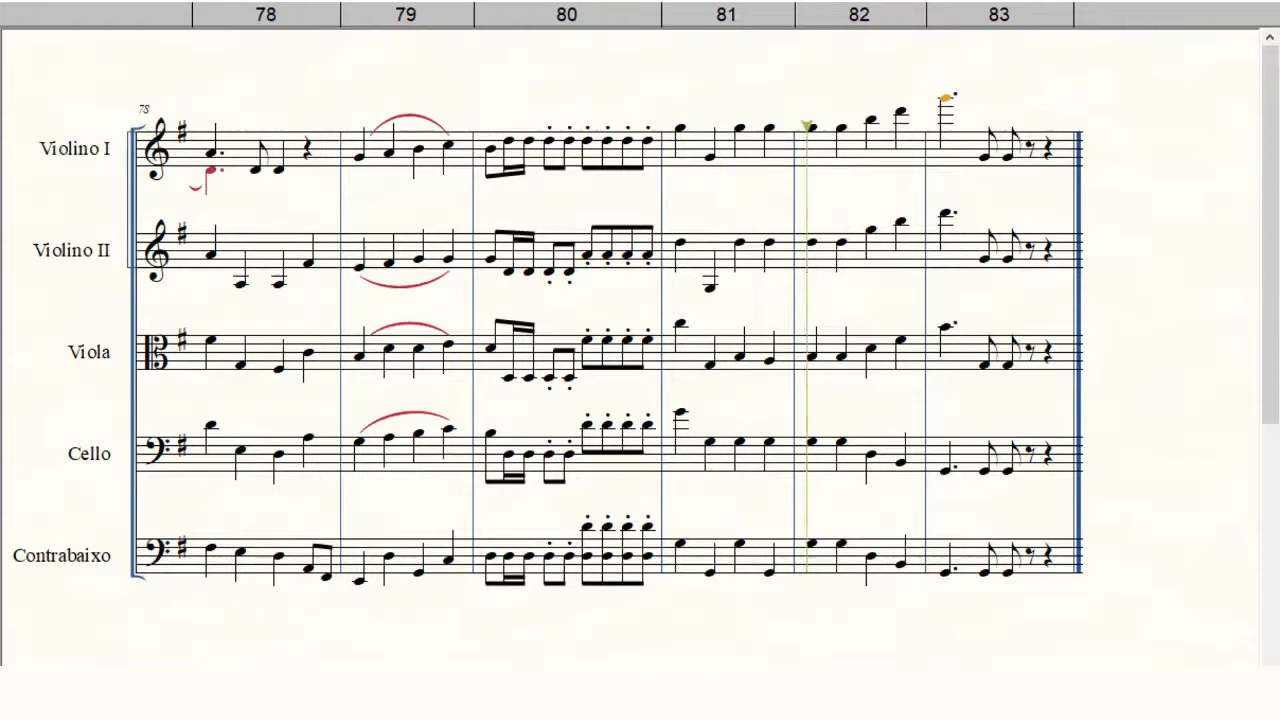 78 79 80 81 82 83
78
Violino I
Violino II
Viola
Cello
Contrabaixo